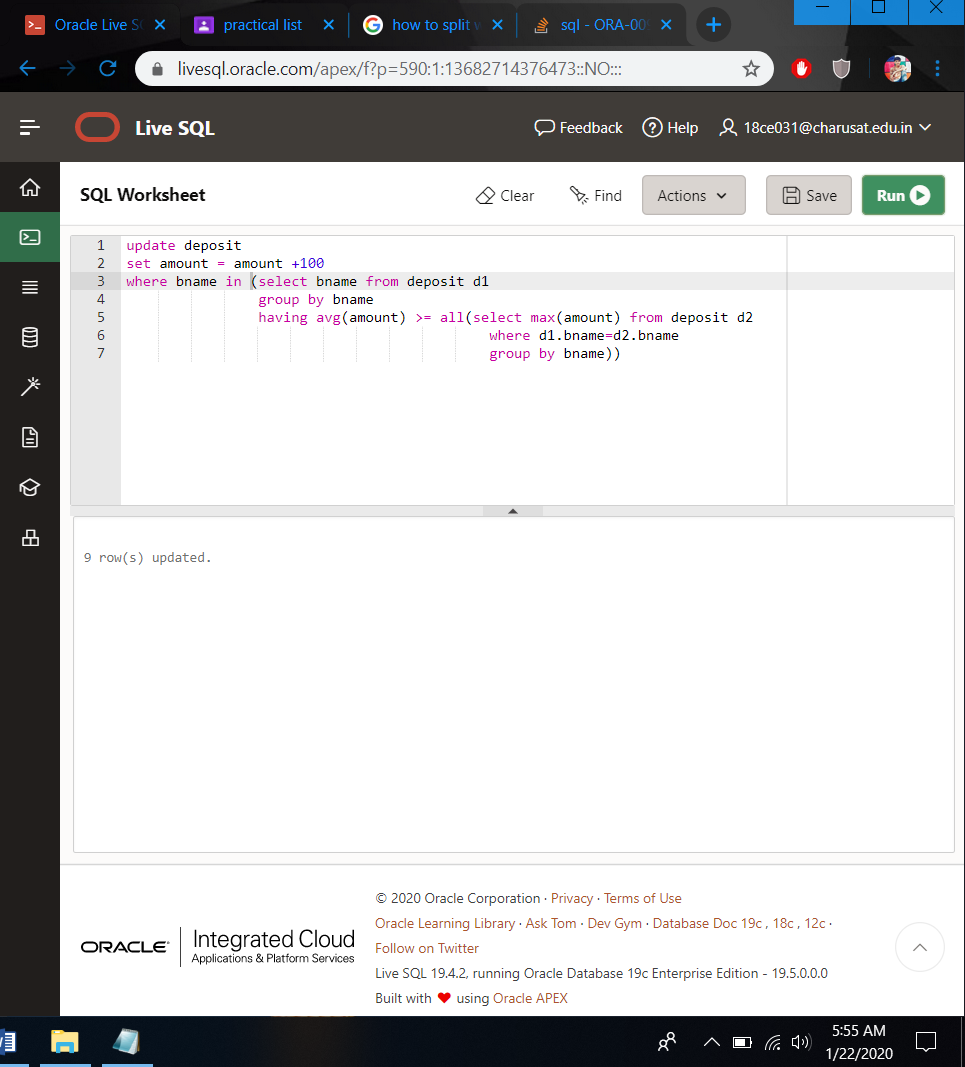 Oracle Live S
practical list
how to split w
sql - ORA-00
livesql.oracle.com/apex/f?p=590:1:13682714376473::NO:::
Live SQL
Feedback
Help
18ce031@charusat.edu.in
SQL Worksheet
Clear
Find
Actions
Save
Run
1 update deposit
2 set amount = amount +100
3 where bname in (select bname from deposit d1
4 group by bname
5 having avg(amount) >= all(select max(amount) from deposit d2
6 where d1.bname=d2.bname
7 group by bname))
9 row(s) updated.
ORACLE
Integrated Cloud
Applications & Platform Services
© 2020 Oracle Corporation · Privacy · Terms of Use
Oracle Learning Library · Ask Tom · Dev Gym · Database Doc 19c , 18c , 12c ·
Follow on Twitter
Live SQL 19.4.2, running Oracle Database 19c Enterprise Edition - 19.5.0.0.0
Built with ❤ using Oracle APEX
5:55 AM
1/22/2020